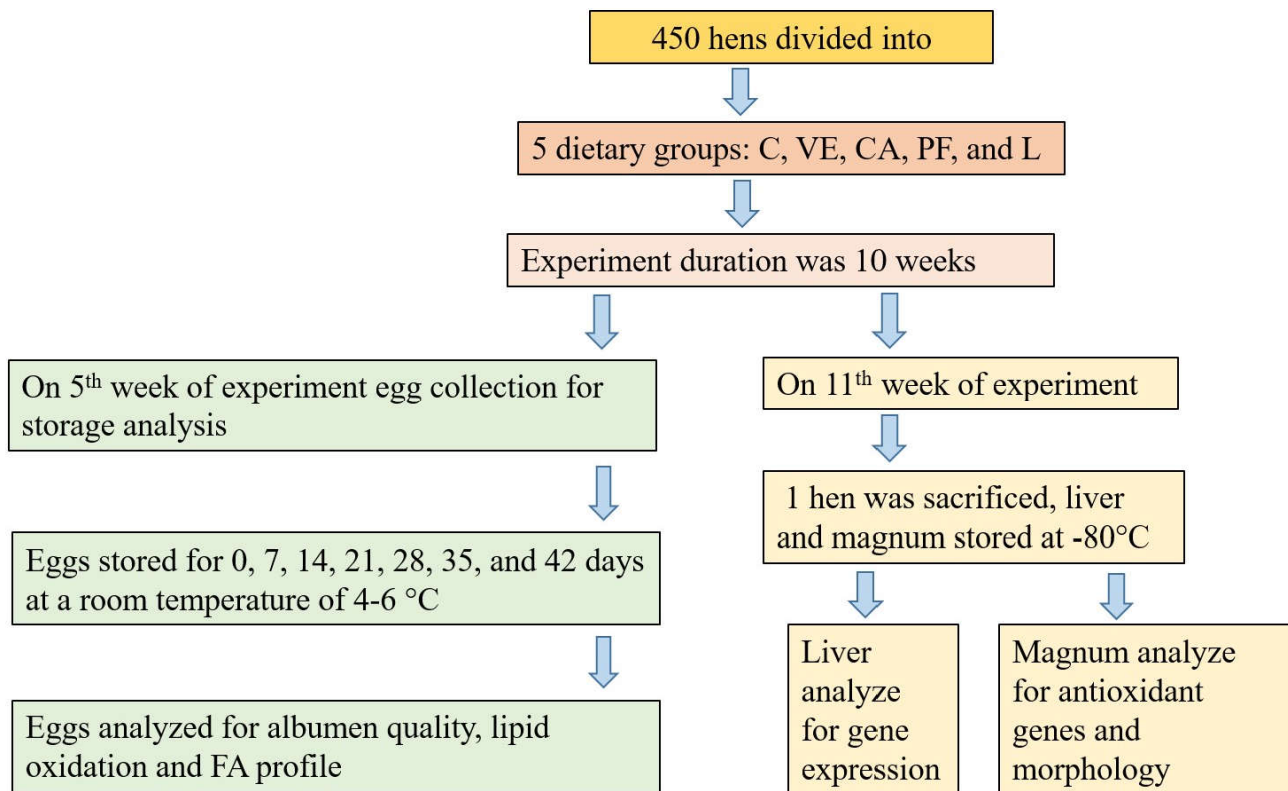 450 hens divided into
5 dietary groups: C, VE, CA, PF, and L
Experiment duration was 10 weeks
On 5th week of experiment egg collection for
storage analysis
Eggs stored for 0, 7, 14, 21, 28, 35, and 42 days
at a room temperature of 4-6 °C
Eggs analyzed for albumen quality, lipid
oxidation and FA profile
On 11th week of experiment
1 hen was sacrificed, liver
and magnum stored at -80°C
Liver
analyze
for gene
expression
Magnum analyze
for antioxidant
genes and
morphology